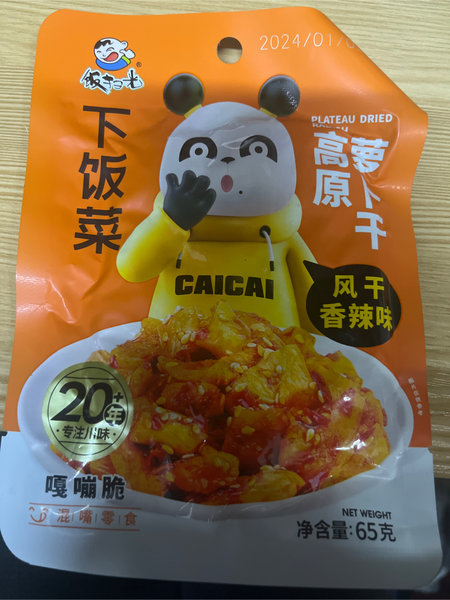 2024/01/0
饭扫光
®
下饭菜
PLATEAU DRIED
高原
萝卜干
CAICAI
风干
香辣味
20+年
专注川味
嘎嘣脆
混嘴零食
NET WEIGHT
净含量:65克